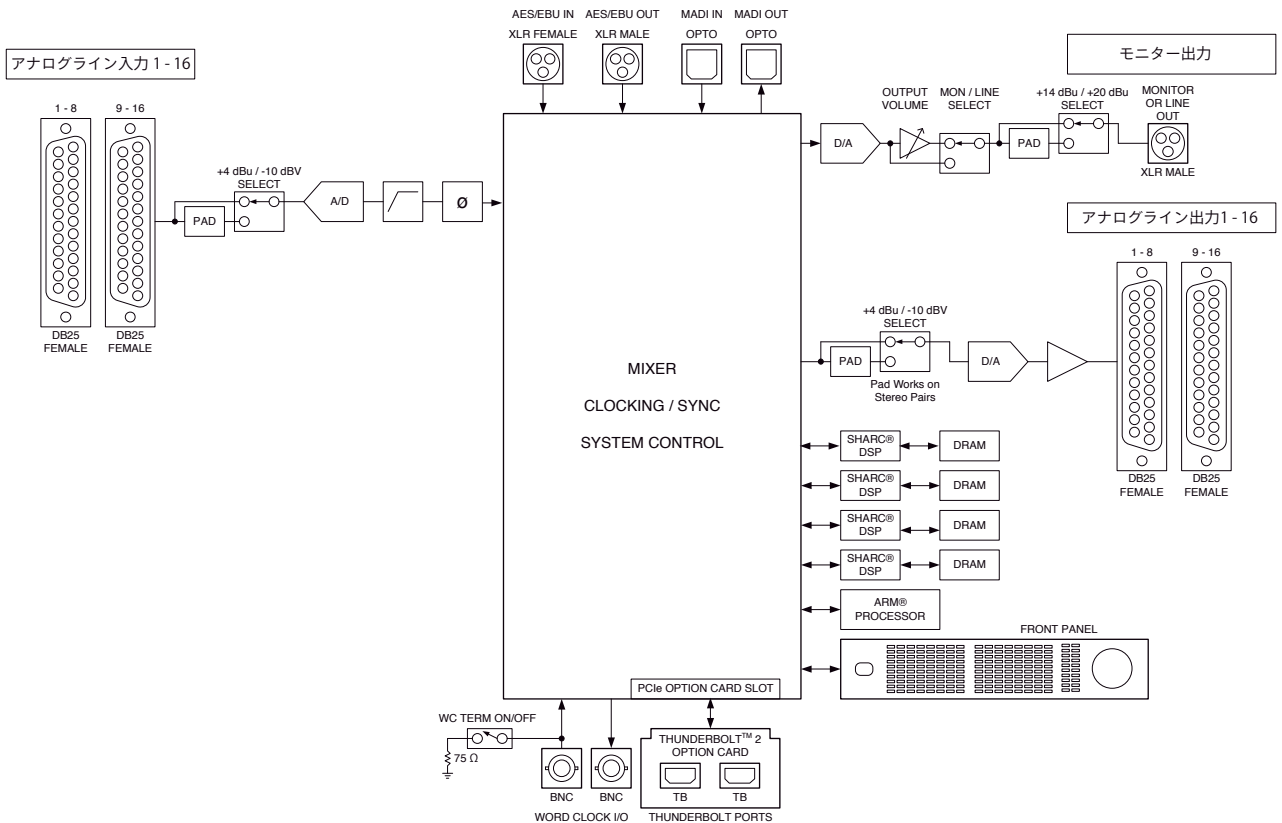 AES/EBU IN
XLR FEMALE
AES/EBU OUT
XLR MALE
MADI IN
OPTO
MADI OUT
OPTO
アナログライン入力 1 - 16
1 - 8
9 - 16
DB25
FEMALE
DB25
FEMALE
+4 dBu / -10 dBV
SELECT
PAD
A/D
Ø
MIXER
CLOCKING / SYNC
SYSTEM CONTROL
モニター出力
D/A
OUTPUT
VOLUME
MON / LINE
SELECT
PAD
+14 dBu / +20 dBu
SELECT
MONITOR
OR LINE
OUT
XLR MALE
アナログライン出力1 - 16
1 - 8
9 - 16
+4 dBu / -10 dBV
SELECT
PAD
Pad Works on
Stereo Pairs
D/A
DB25
FEMALE
DB25
FEMALE
SHARC®
DSP
DRAM
SHARC®
DSP
DRAM
SHARC®
DSP
DRAM
SHARC®
DSP
DRAM
ARM®
PROCESSOR
FRONT PANEL
PCIe OPTION CARD SLOT
WC TERM ON/OFF
75 Ω
BNC
BNC
WORD CLOCK I/O
THUNDERBOLT™ 2
OPTION CARD
TB
TB
THUNDERBOLT PORTS